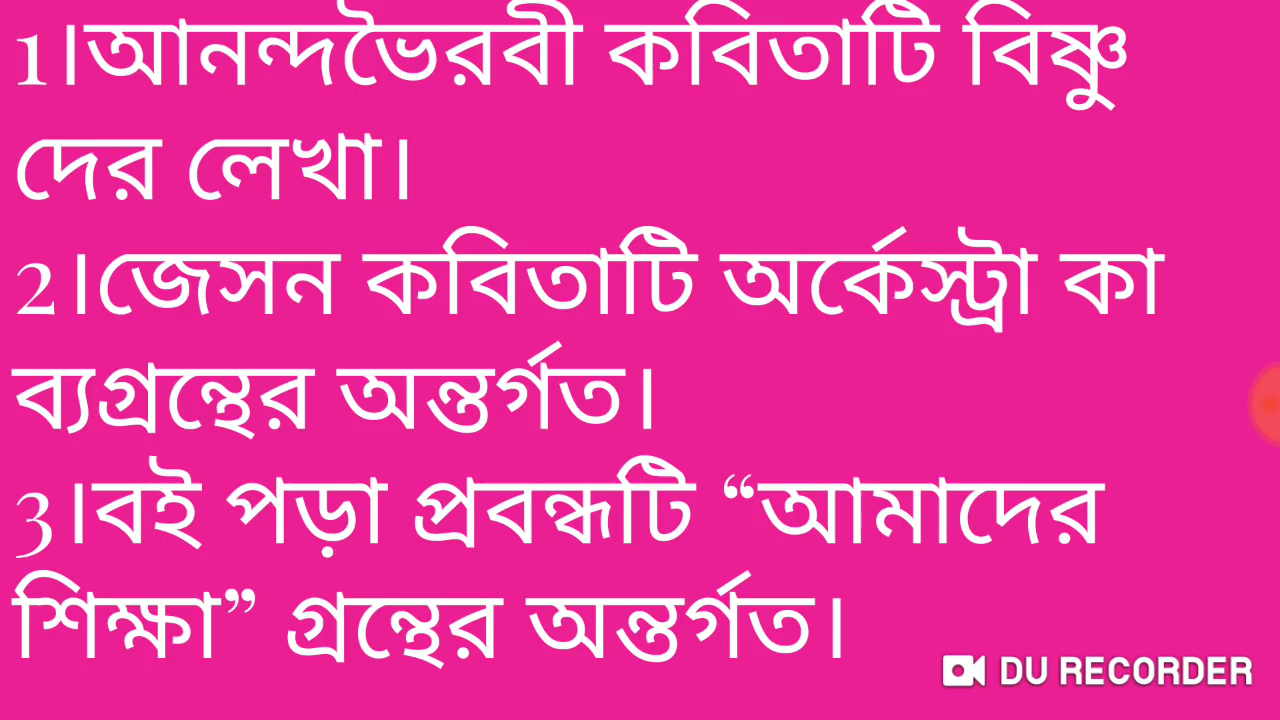 1।আনন্দভৈরবী কবিতাটি বিষ্ণু
দের লেখা।
2।জেসন কবিতাটি অর্কেস্ট্রা কা
ব্যগ্রন্থের অন্তর্গত।
3।বই পড়া প্রবন্ধটি “আমাদের
শিক্ষা” গ্রন্থের অন্তর্গত।
DU RECORDER